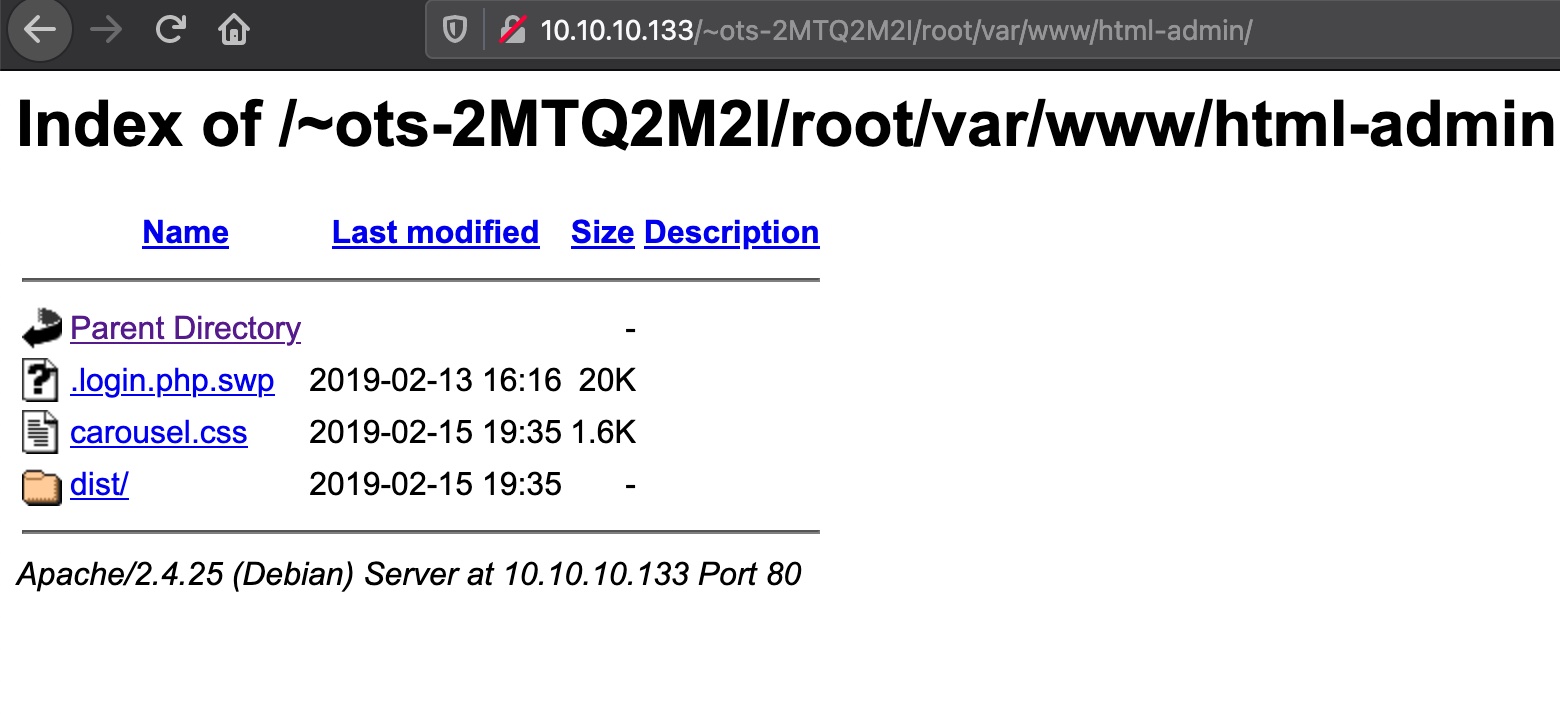 10.10.10.133/~ots-2MTQ2M2I/root/var/www/html-admin/
Index of /~ots-2MTQ2M2I/root/var/www/html-admin
Name Last modified Size Description
Parent Directory -
.login.php.swp 2019-02-13 16:16 20K
carousel.css 2019-02-15 19:35 1.6K
dist/ 2019-02-15 19:35 -
Apache/2.4.25 (Debian) Server at 10.10.10.133 Port 80